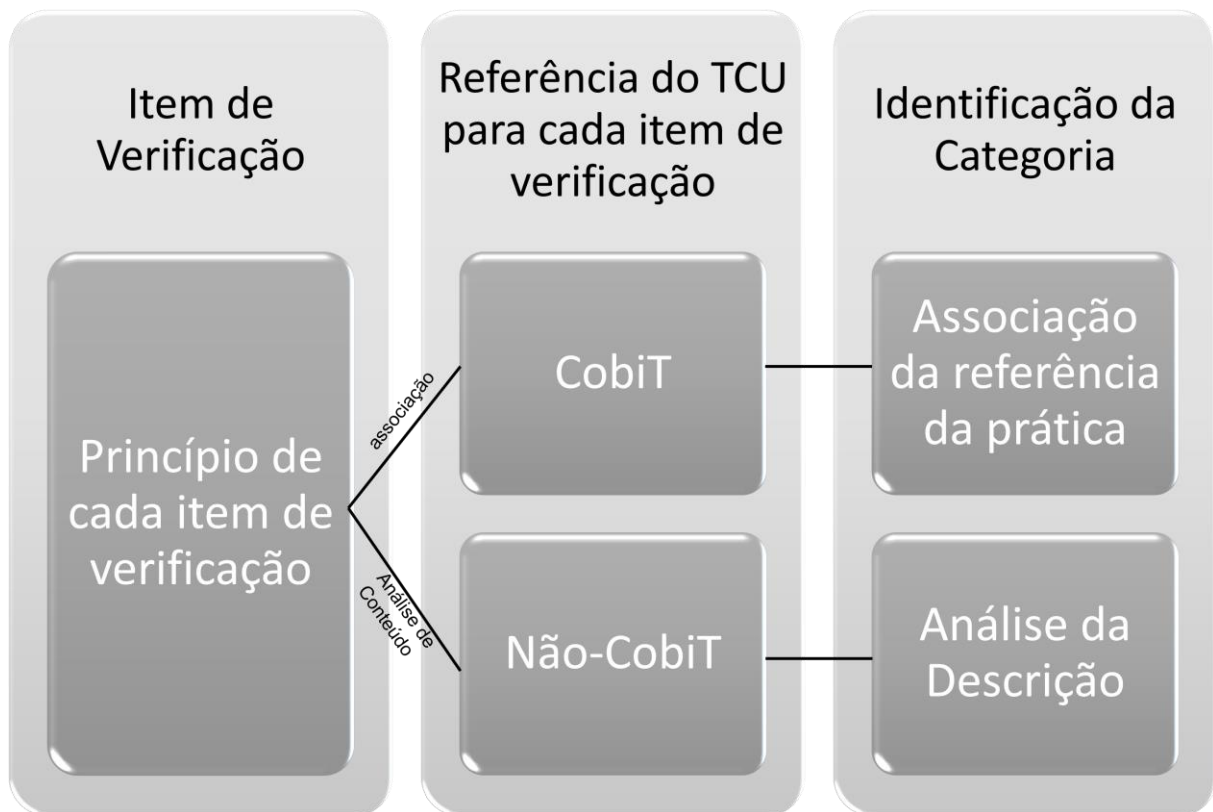 Item de
Verificação
Princípio de
cada item de
verificação
associação
Análise de
Conteúdo
Referência do TCU
para cada item de
verificação
CobiT
Não-CobiT
Identificação da
Categoria
Associação
da referência
da prática
Análise da
Descrição